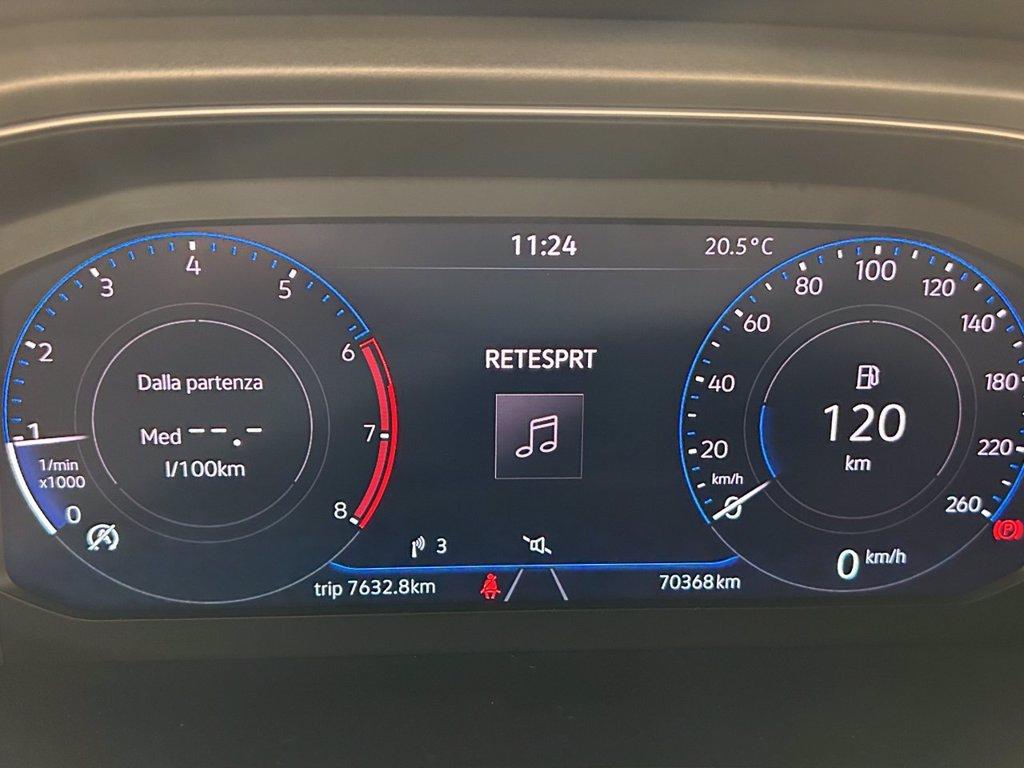 11:24
20.5°C
0
1
2
3
4
5
6
7
8
1/min
x1000
Dalla partenza
Med --.-
l/100km
RETESPRT
3
trip 7632.8km
70368km
0
20
40
60
80
100
120
140
180
220
260
km/h
120
km
0 km/h
P